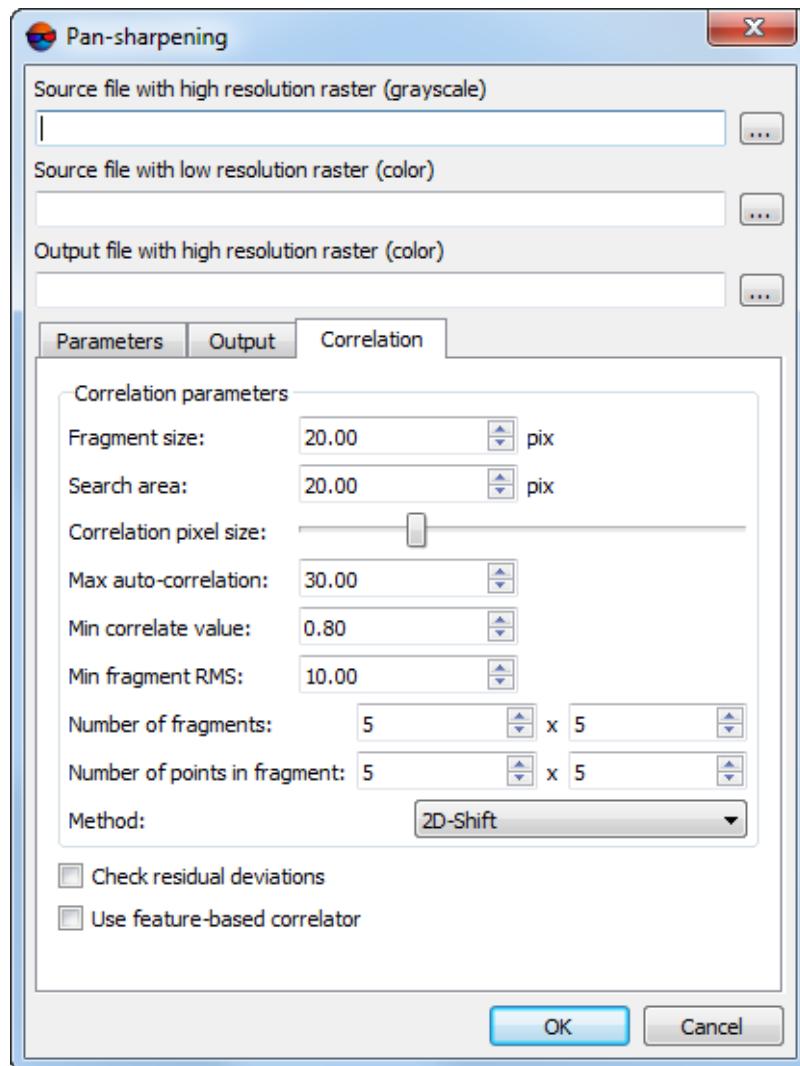 Pan-sharpening
Source file with high resolution raster (grayscale)
...
Source file with low resolution raster (color)
...
Output file with high resolution raster (color)
...
Parameters Output Correlation
Correlation parameters
Fragment size: 20.00 pix
Search area: 20.00 pix
Correlation pixel size:
Max auto-correlation: 30.00
Min correlate value: 0.80
Min fragment RMS: 10.00
Number of fragments: 5 x 5
Number of points in fragment: 5 x 5
Method: 2D-Shift
Check residual deviations
Use feature-based correlator
OK Cancel